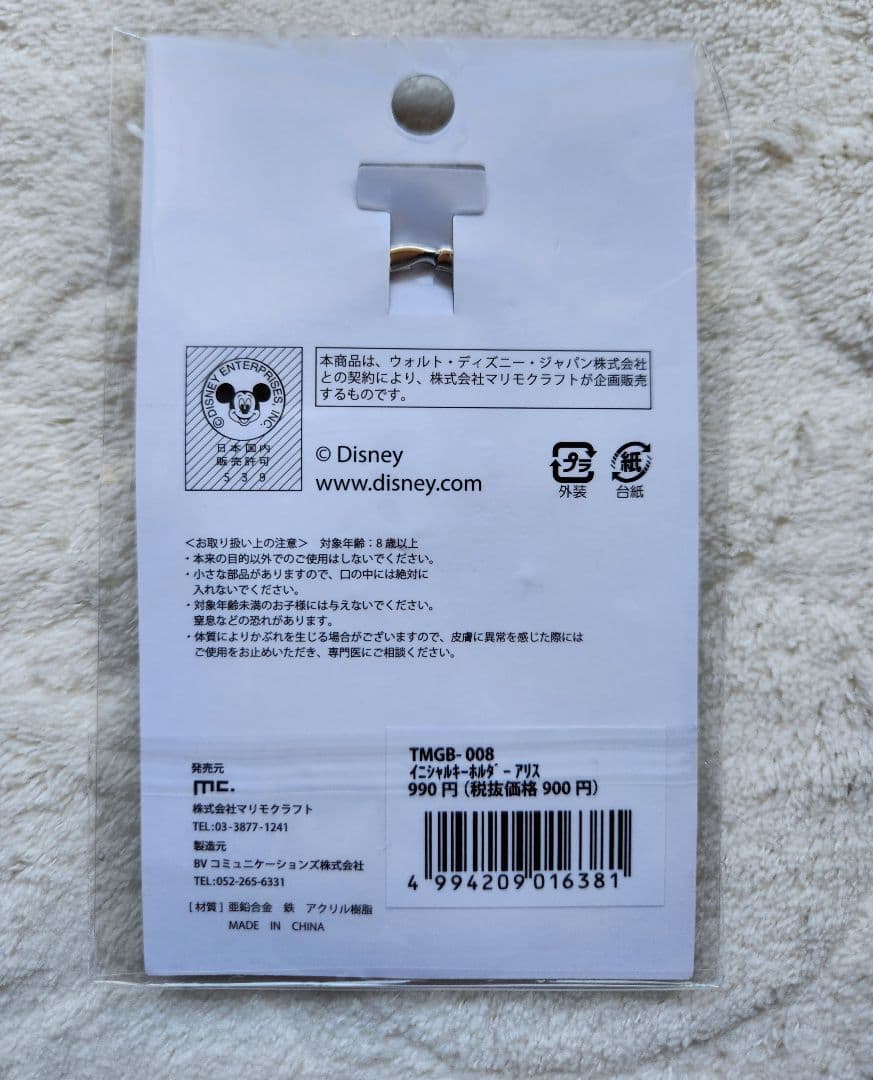 ©DISNEY ENTERPRISES, INC.
日本国内
販売許可
539
本商品は、ウォルト・ディズニー・ジャパン株式会社
との契約により、株式会社マリモクラフトが企画販売
するものです。
© Disney
www.disney.com
プラ
外装
紙
台紙
＜お取り扱い上の注意＞　対象年齢：8歳以上
・本来の目的以外でのご使用はしないでください。
・小さな部品がありますので、口の中には絶対に
入れないでください。
・対象年齢未満のお子様には与えないでください。
窒息などの恐れがあります。
・体質によりかぶれを生じる場合がございますので、皮膚に異常を感じた際には
ご使用をお止めいただき、専門医にご相談ください。
発売元
mc.
株式会社マリモクラフト
TEL:03-3877-1241
製造元
BVコミュニケーションズ株式会社
TEL:052-265-6331
[材質] 亜鉛合金　鉄　アクリル樹脂
MADE IN CHINA
TMGB-008
ｲﾆｼｬﾙｷｰﾎﾙﾀﾞｰ ｱﾘｽ
990円（税抜価格 900円）
4 994209 016381